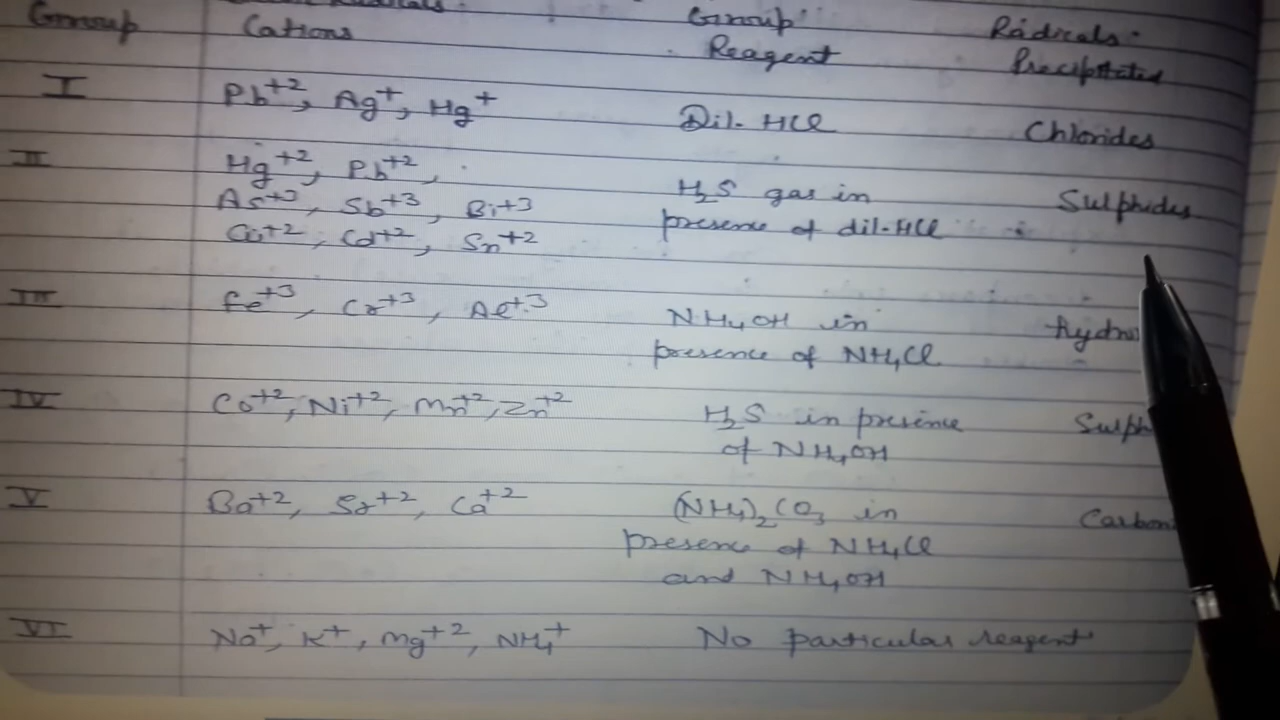 Group Cations Group Reagent Radicals Precipitated
I Pb+2, Ag+, Hg+ Dil. HCl Chlorides
II Hg+2, Pb+2,
As+3, Sb+3, Bi+3 H2S gas in Sulphides
Cu+2, Cd+2, Sn+2 presence of dil. HCl
III Fe+3, Cr+3, Al+3 NH4OH in
presence of NH4Cl
IV Co+2, Ni+2, Mn+2, Zn+2 H2S in presence
of NH4OH
V Ba+2, Sr+2, Ca+2 (NH4)2CO3 in
presence of NH4Cl
and NH4OH
VI Na+, K+, Mg+2, NH4+ No particular reagent